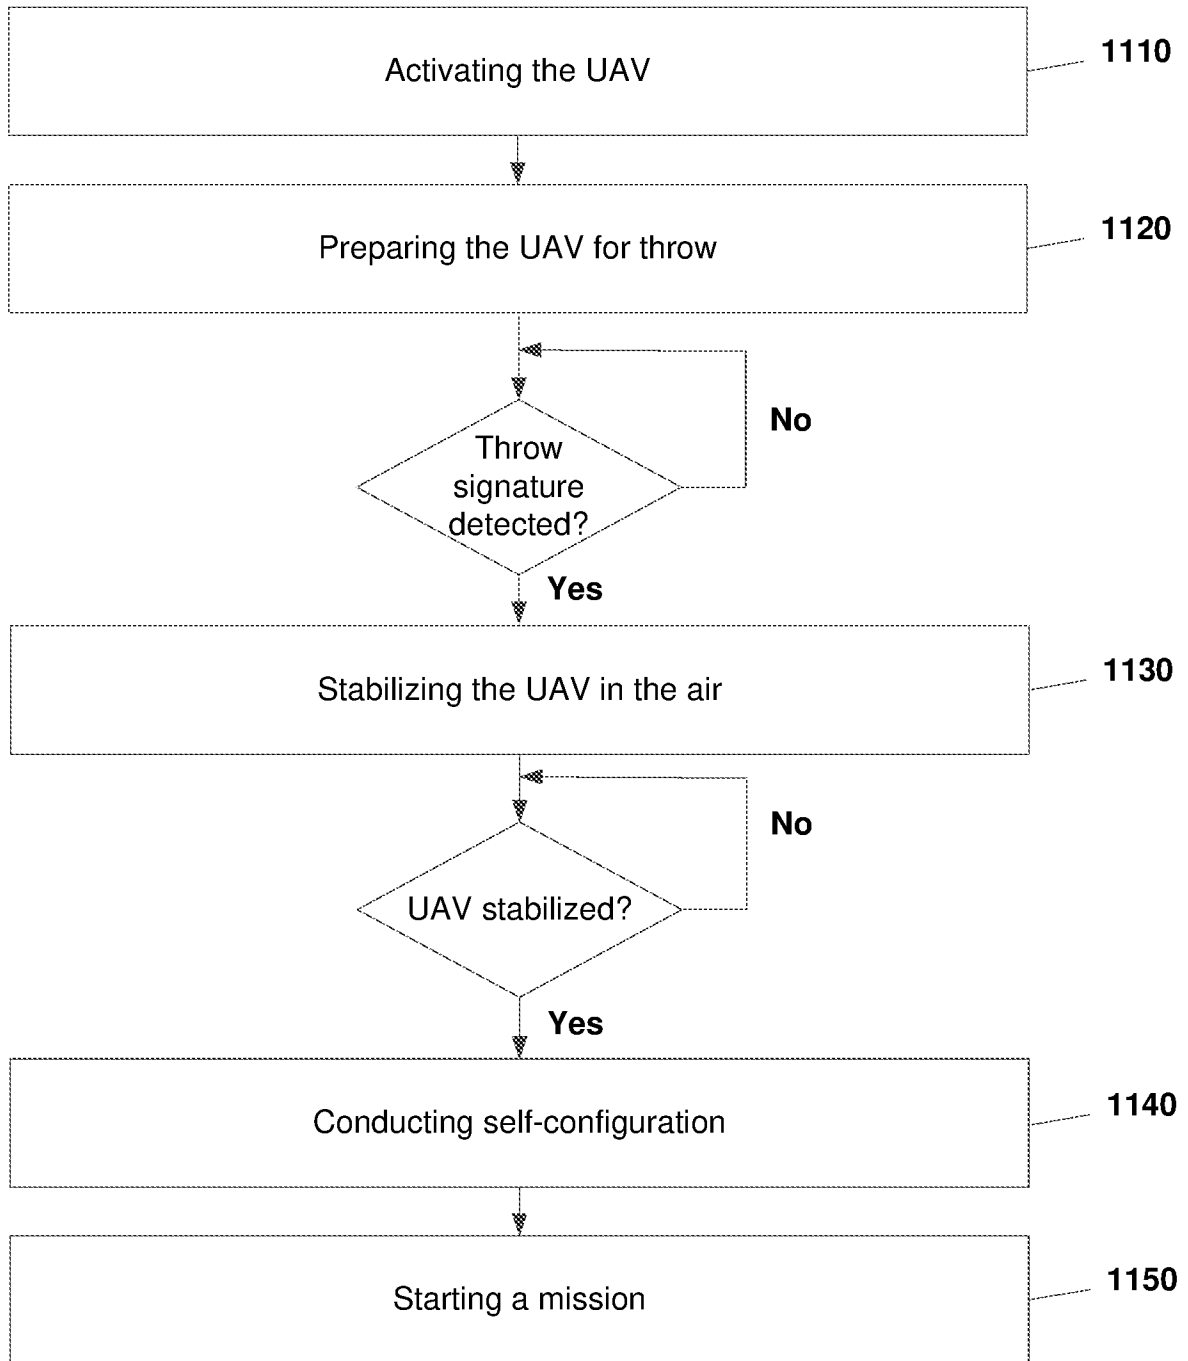 Activating the UAV
1110
Preparing the UAV for throw
1120
No
Throw
signature
detected?
Yes
Stabilizing the UAV in the air
1130
No
UAV stabilized?
Yes
Conducting self-configuration
1140
Starting a mission
1150